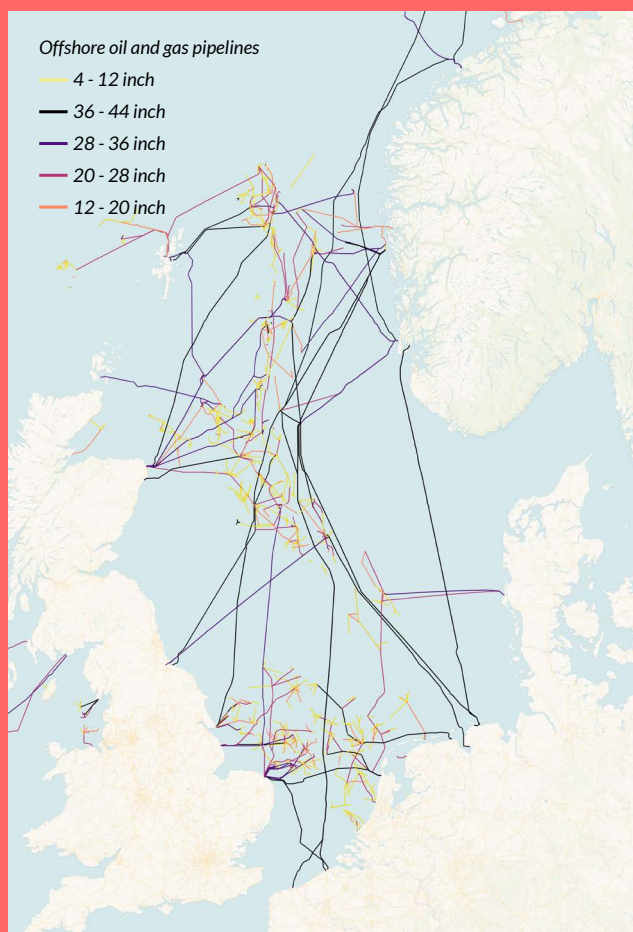 Offshore oil and gas pipelines
4 - 12 inch
36 - 44 inch
28 - 36 inch
20 - 28 inch
12 - 20 inch